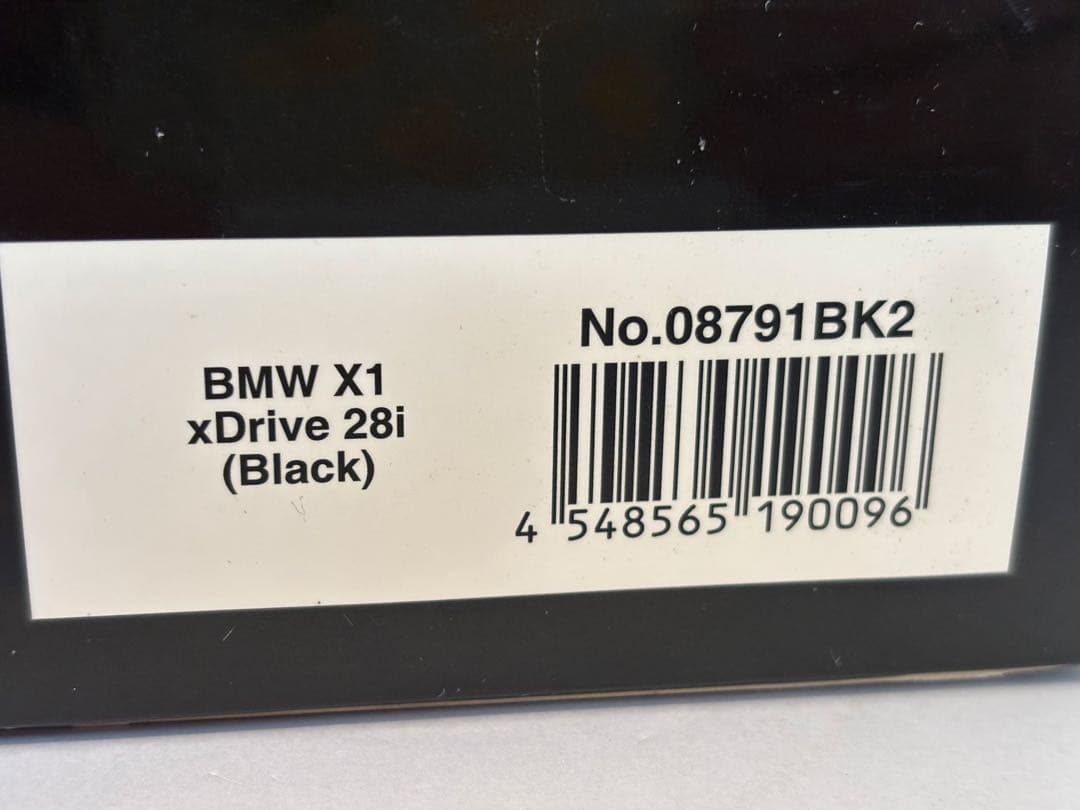 BMW X1
xDrive 28i
(Black)
No.08791BK2
4 548565 190096